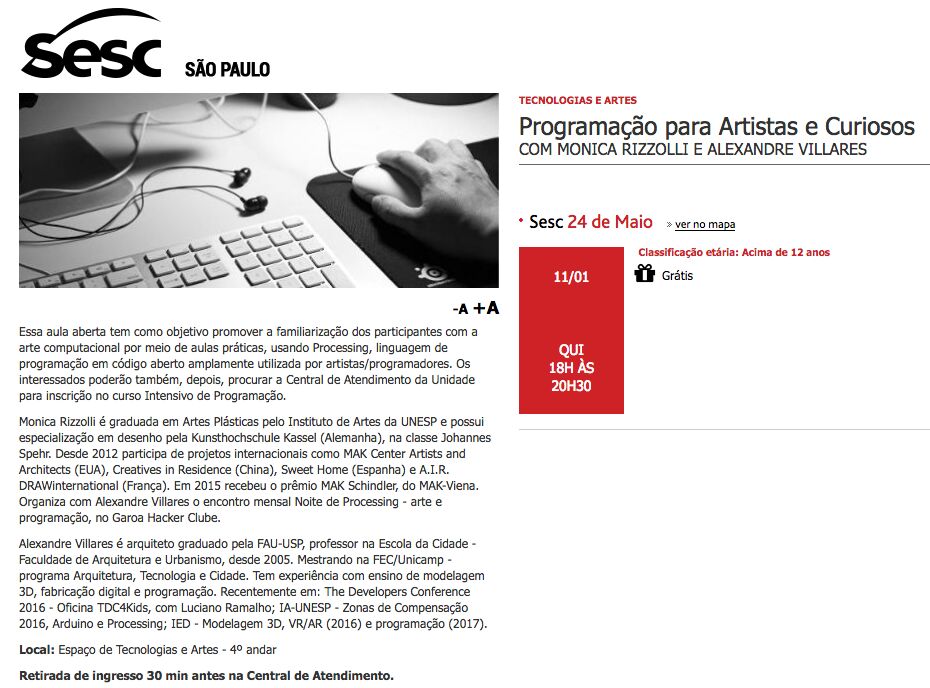 Sesc SÃO PAULO
TECNOLOGIAS E ARTES
Programação para Artistas e Curiosos
COM MONICA RIZZOLLI E ALEXANDRE VILLARES
Sesc 24 de Maio » ver no mapa
11/01
QUI
18H ÀS
20H30
Classificação etária: Acima de 12 anos
Grátis
-A +A
Essa aula aberta tem como objetivo promover a familiarização dos participantes com a
arte computacional por meio de aulas práticas, usando Processing, linguagem de
programação em código aberto amplamente utilizada por artistas/programadores. Os
interessados poderão também, depois, procurar a Central de Atendimento da Unidade
para inscrição no curso Intensivo de Programação.
Monica Rizzolli é graduada em Artes Plásticas pelo Instituto de Artes da UNESP e possui
especialização em desenho pela Kunsthochschule Kassel (Alemanha), na classe Johannes
Spehr. Desde 2012 participa de projetos internacionais como MAK Center Artists and
Architects (EUA), Creatives in Residence (China), Sweet Home (Espanha) e A.I.R.
DRAWinternational (França). Em 2015 recebeu o prêmio MAK Schindler, do MAK-Viena.
Organiza com Alexandre Villares o encontro mensal Noite de Processing - arte e
programação, no Garoa Hacker Clube.
Alexandre Villares é arquiteto graduado pela FAU-USP, professor na Escola da Cidade -
Faculdade de Arquitetura e Urbanismo, desde 2005. Mestrando na FEC/Unicamp -
programa Arquitetura, Tecnologia e Cidade. Tem experiência com ensino de modelagem
3D, fabricação digital e programação. Recentemente em: The Developers Conference
2016 - Oficina TDC4Kids, com Luciano Ramalho; IA-UNESP - Zonas de Compensação
2016, Arduino e Processing; IED - Modelagem 3D, VR/AR (2016) e programação (2017).
Local: Espaço de Tecnologias e Artes - 4º andar
Retirada de ingresso 30 min antes na Central de Atendimento.